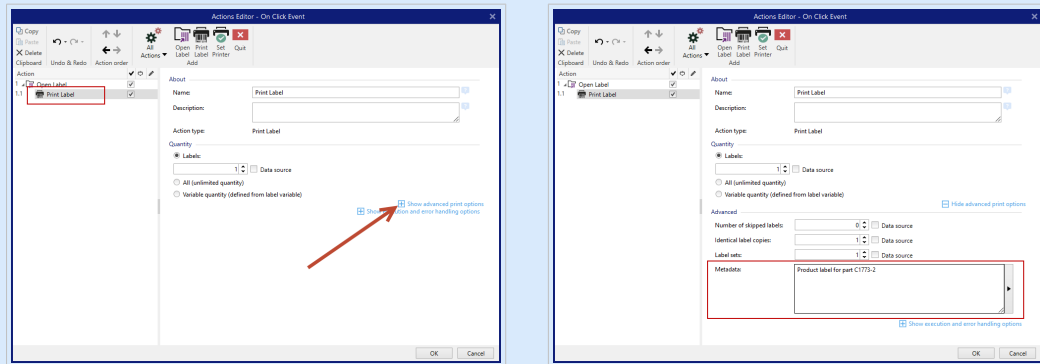 Actions Editor - On Click Event
Copy
Paste
Delete
Clipboard
Undo & Redo
Action order
All Actions
Open Label
Print Label
Set Printer
Quit
Add
Action
1 Open Label
1.1 Print Label
About
Name: Print Label
Description:
Action type: Print Label
Quantity
Labels:
1 Data source
All (unlimited quantity)
Variable quantity (defined from label variable)
Show advanced print options
Show execution and error handling options
OK Cancel
Actions Editor - On Click Event
Copy
Paste
Delete
Clipboard
Undo & Redo
Action order
All Actions
Open Label
Print Label
Set Printer
Quit
Add
Action
1 Open Label
1.1 Print Label
About
Name: Print Label
Description:
Action type: Print Label
Quantity
Labels:
1 Data source
All (unlimited quantity)
Variable quantity (defined from label variable)
Hide advanced print options
Advanced
Number of skipped labels: 0 Data source
Identical label copies: 1 Data source
Label sets: 1 Data source
Metadata: Product label for part C1773-2
Show execution and error handling options
OK Cancel